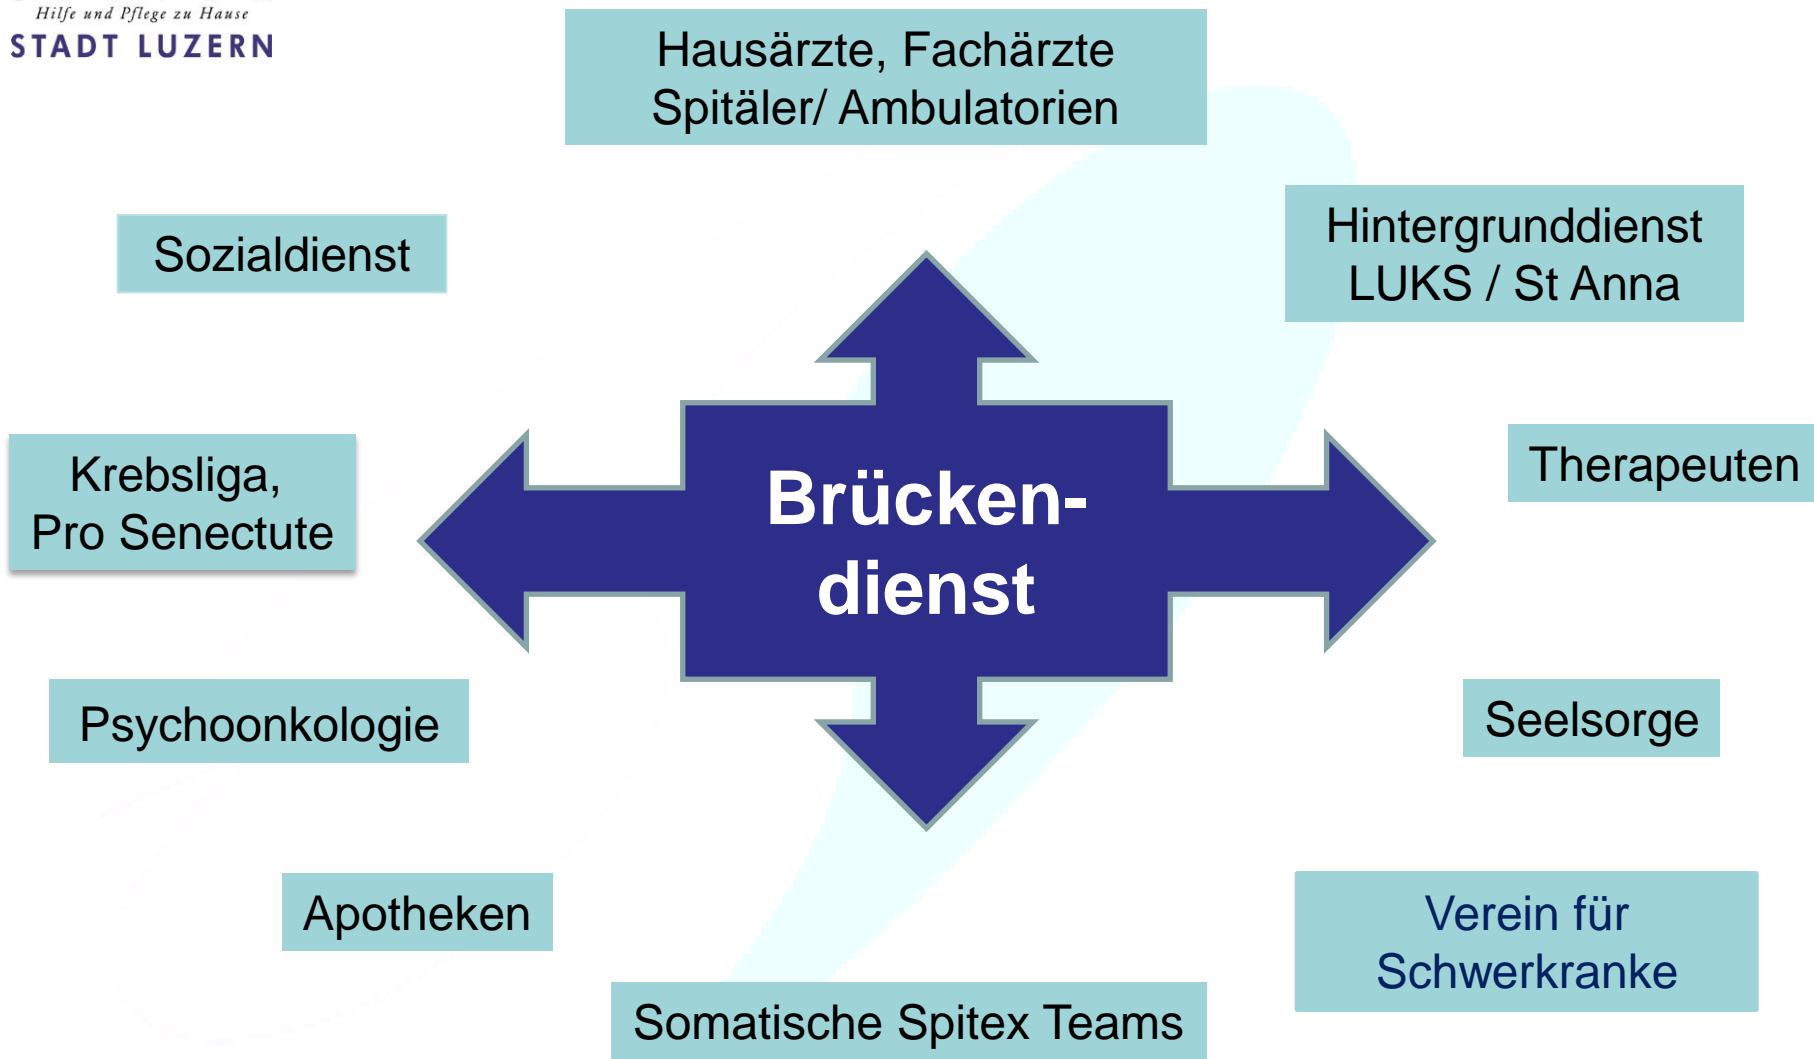 Hilfe und Pflege zu Hause
STADT LUZERN
Hausärzte, Fachärzte
Spitäler/ Ambulatorien
Sozialdienst
Hintergrunddienst
LUKS / St Anna
Krebsliga,
Pro Senectute
Brücken-
dienst
Therapeuten
Psychoonkologie
Seelsorge
Apotheken
Verein für
Schwerkranke
Somatische Spitex Teams